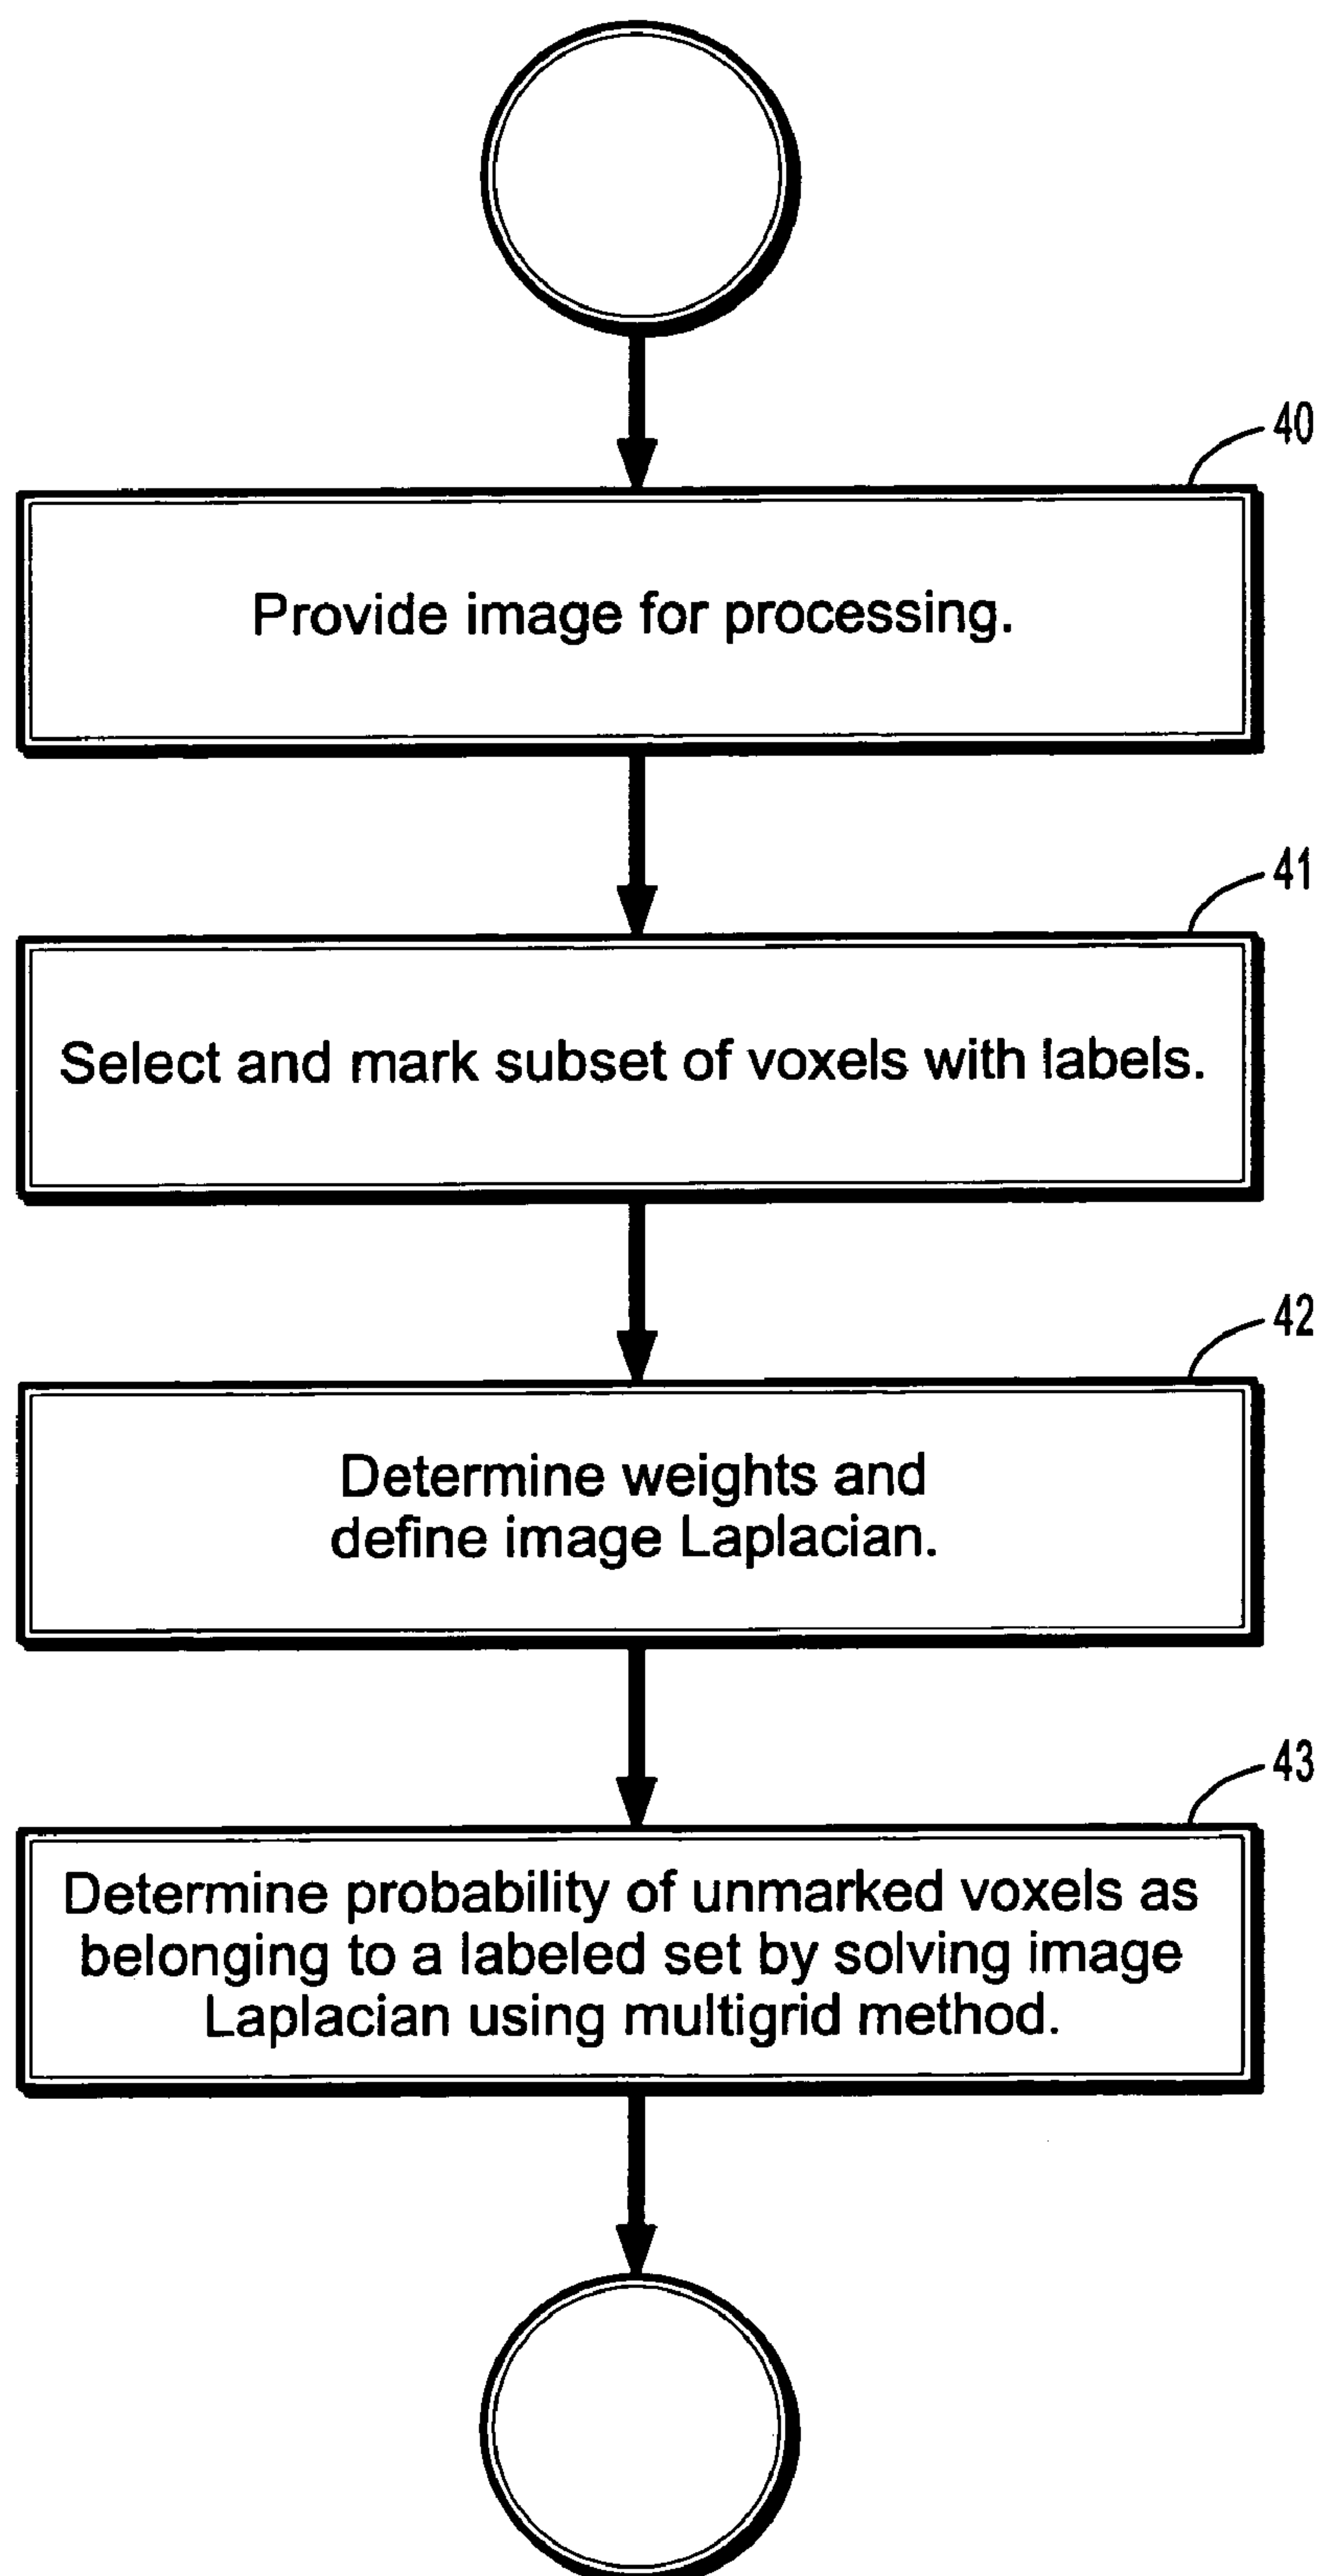 40
Provide image for processing.
41
Select and mark subset of voxels with labels.
42
Determine weights and
define image Laplacian.
43
Determine probability of unmarked voxels as
belonging to a labeled set by solving image
Laplacian using multigrid method.